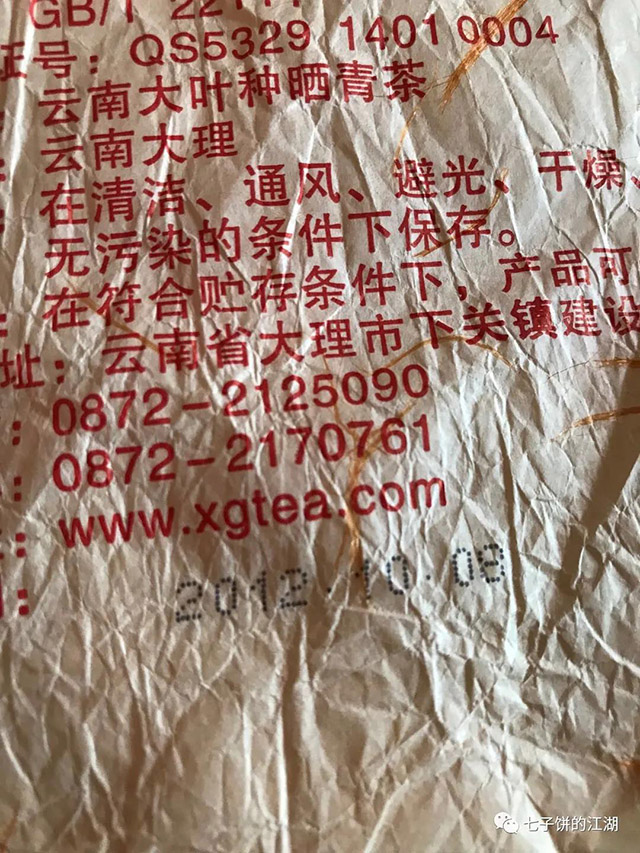 GB/T 22111
证号：QS5329 1401 0004
：云南大叶种晒青茶
：云南大理
：在清洁、通风、避光、干燥、
无污染的条件下保存。
：在符合贮存条件下，产品可
址：云南省大理市下关镇建设
：0872-2125090
：0872-2170761
：www.xgtea.com
：2012.10.08
七子饼的江湖